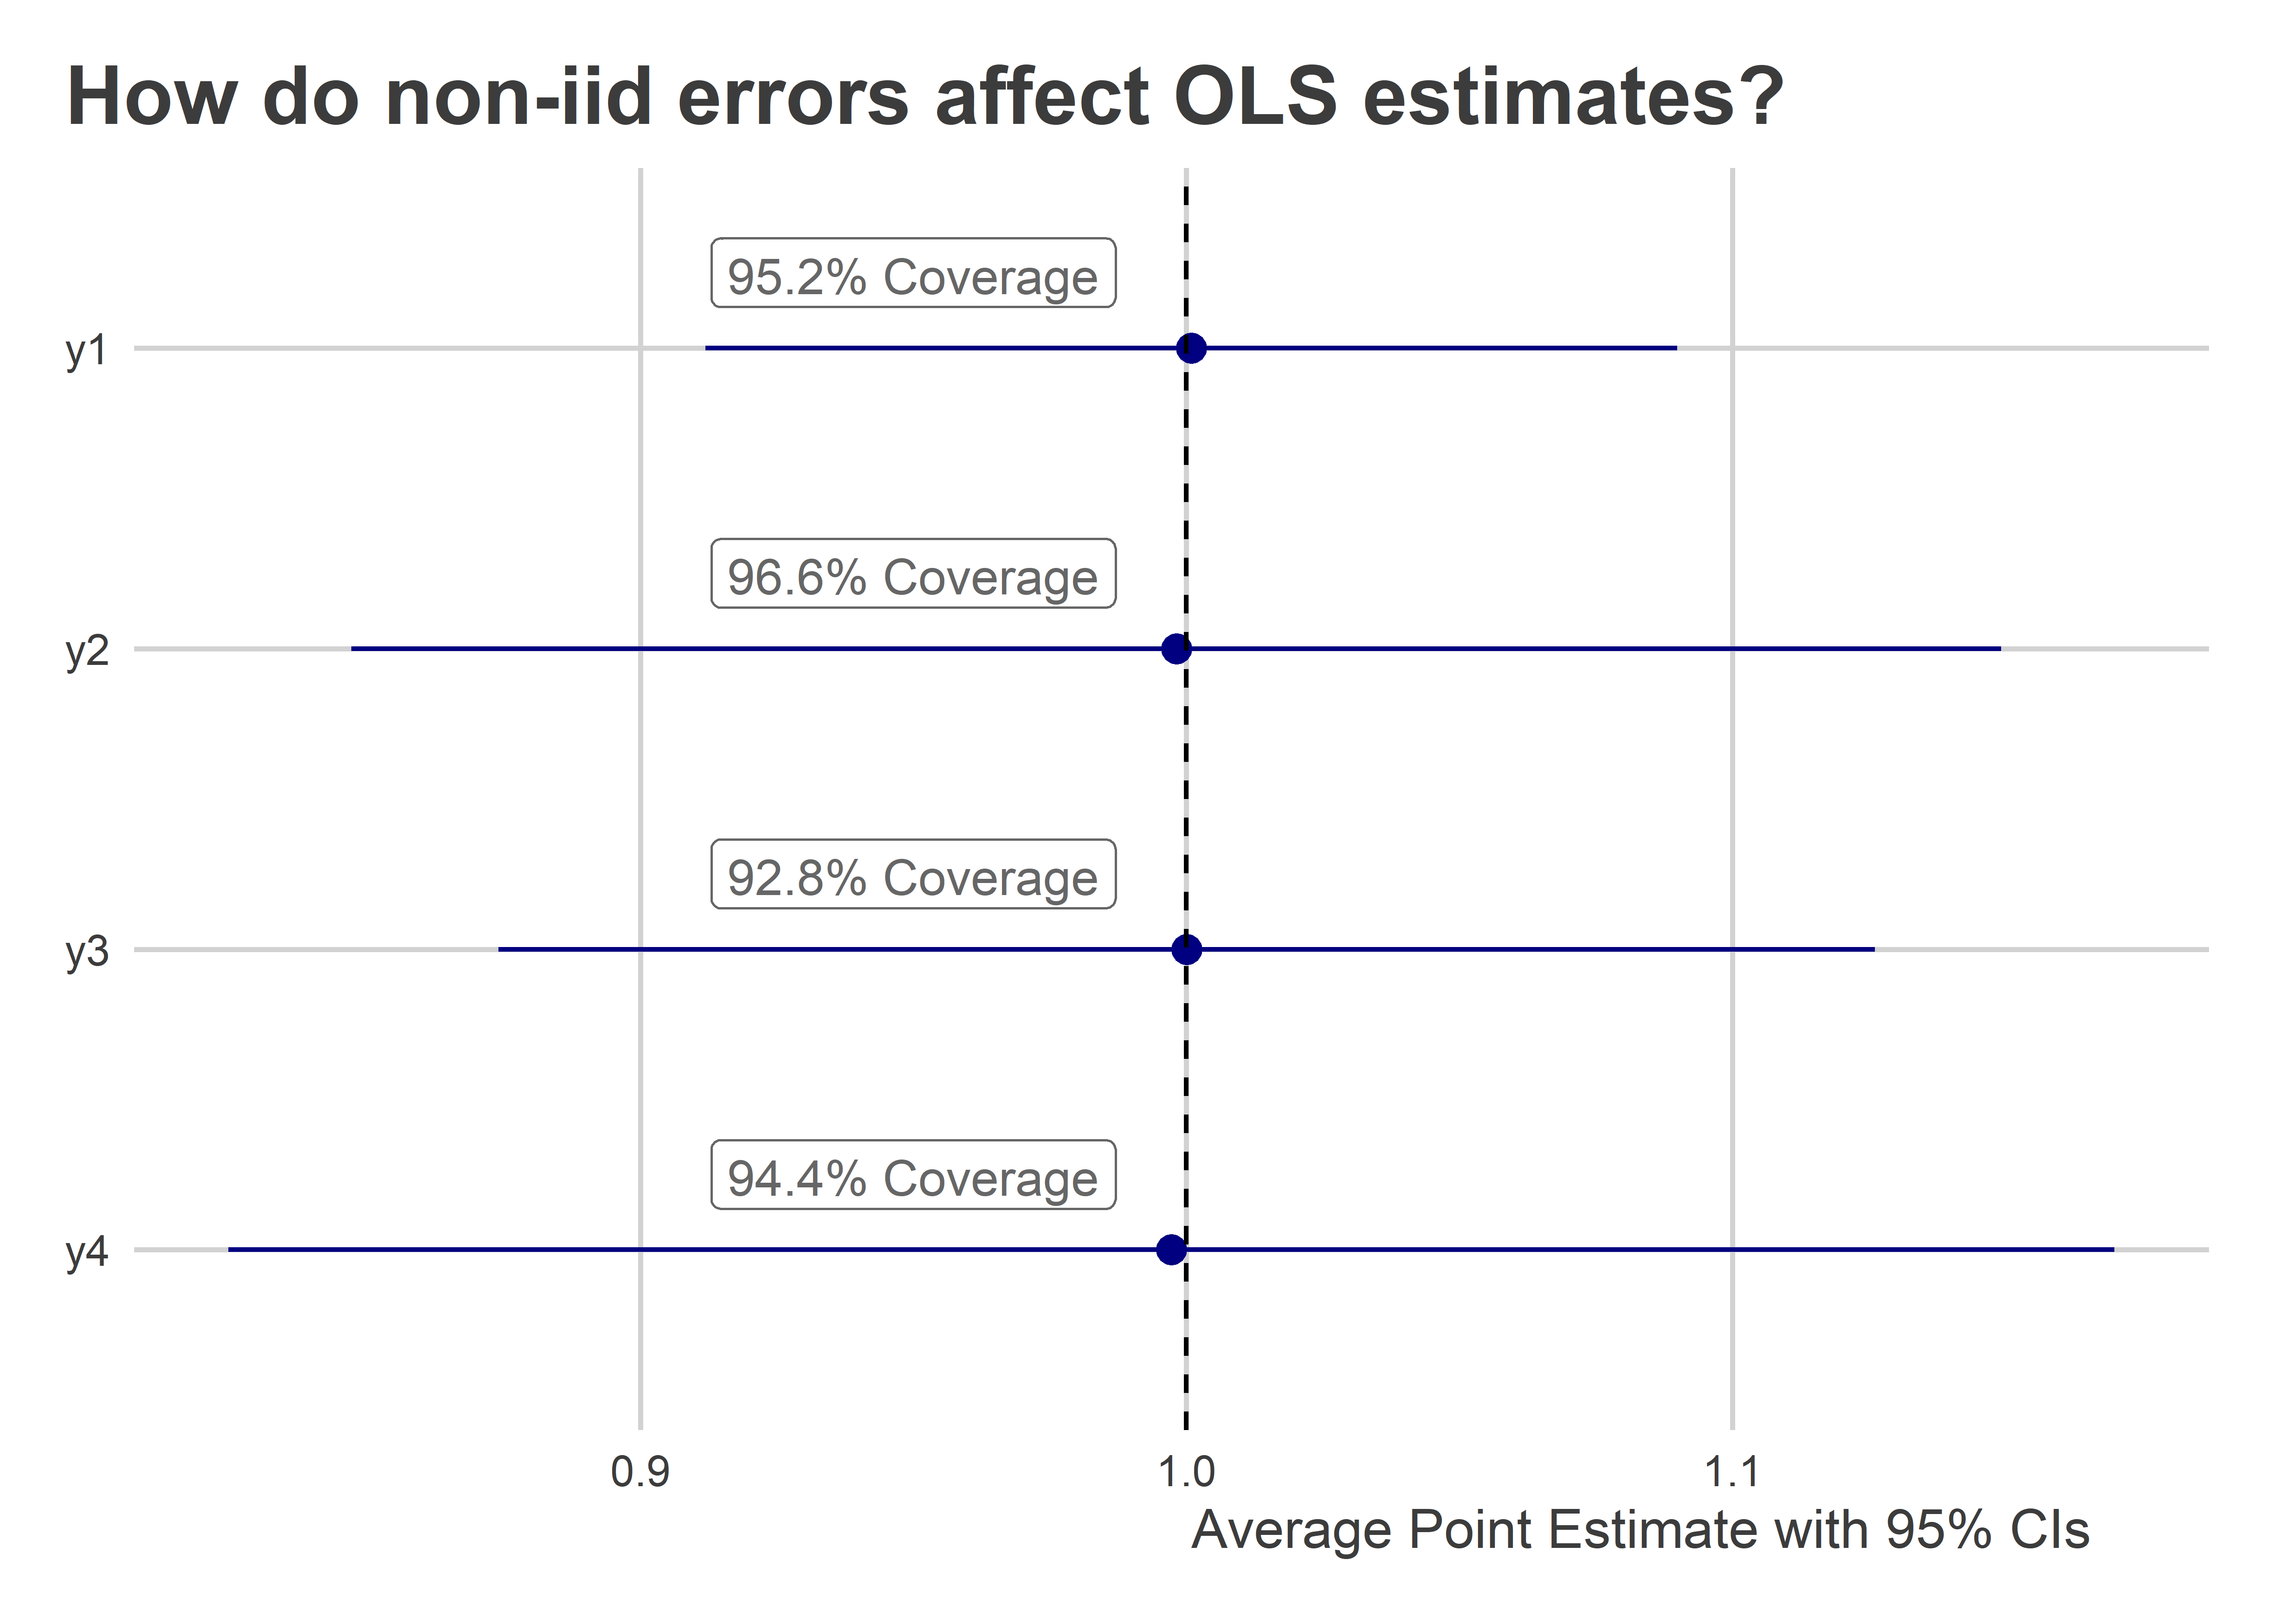 How do non-iid errors affect OLS estimates?
95.2% Coverage
y1
96.6% Coverage
y2
92.8% Coverage
y3
94.4% Coverage
y4
0.9 1.0 1.1
Average Point Estimate with 95% CIs